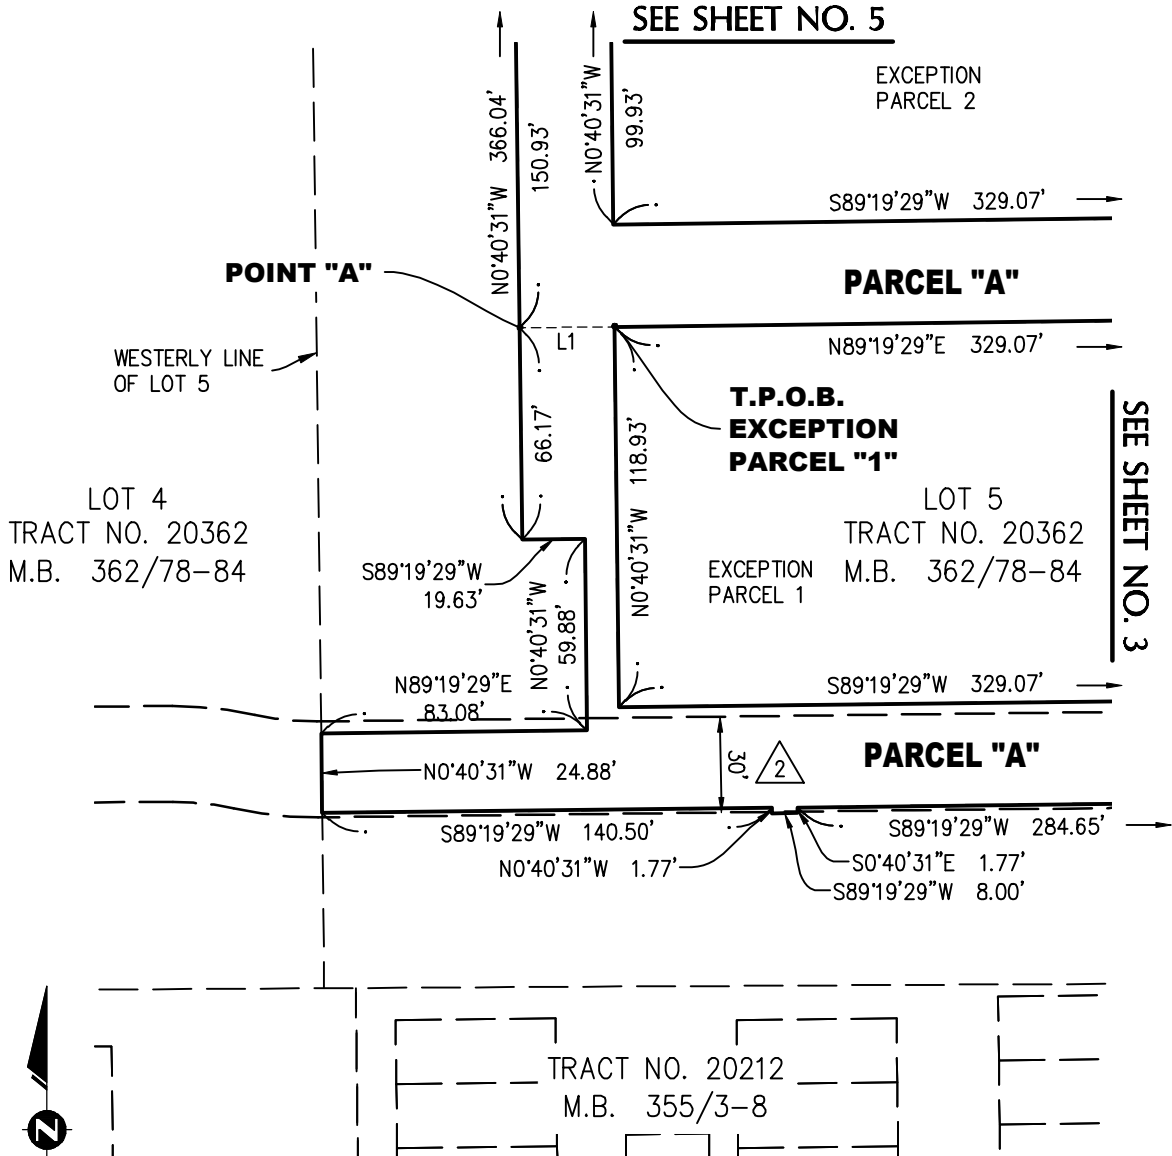 SEE SHEET NO. 5
EXCEPTION
PARCEL 2
N0°40'31"W 366.04'
150.93'
N0°40'31"W
99.93'
S89°19'29"W 329.07'
POINT "A"
PARCEL "A"
L1
N89°19'29"E 329.07'
WESTERLY LINE
OF LOT 5
T.P.O.B.
EXCEPTION
PARCEL "1"
66.17'
N0°40'31"W 118.93'
SEE SHEET NO. 3
LOT 4
TRACT NO. 20362
M.B. 362/78-84
LOT 5
TRACT NO. 20362
M.B. 362/78-84
S89°19'29"W
19.63'
EXCEPTION
PARCEL 1
N0°40'31"W
59.88'
N89°19'29"E
83.08'
S89°19'29"W 329.07'
PARCEL "A"
30'
2
N0°40'31"W 24.88'
S89°19'29"W 140.50'
S89°19'29"W 284.65'
N0°40'31"W 1.77'
S0°40'31"E 1.77'
S89°19'29"W 8.00'
TRACT NO. 20212
M.B. 355/3-8
N